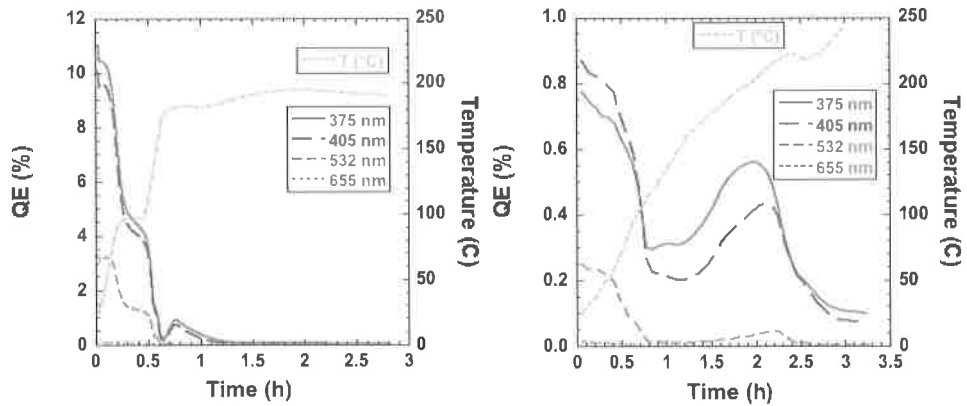 12
10
8
6
4
2
0
QE (%)
0 0.5 1 1.5 2 2.5 3
Time (h)
250
200
150
100
50
0
Temperature (C)
T (°C)
375 nm
405 nm
532 nm
655 nm
1.0
0.8
0.6
0.4
0.2
0.0
QE (%)
0 0.5 1 1.5 2 2.5 3 3.5
Time (h)
250
200
150
100
50
0
Temperature (C)
T (°C)
375 nm
405 nm
532 nm
655 nm